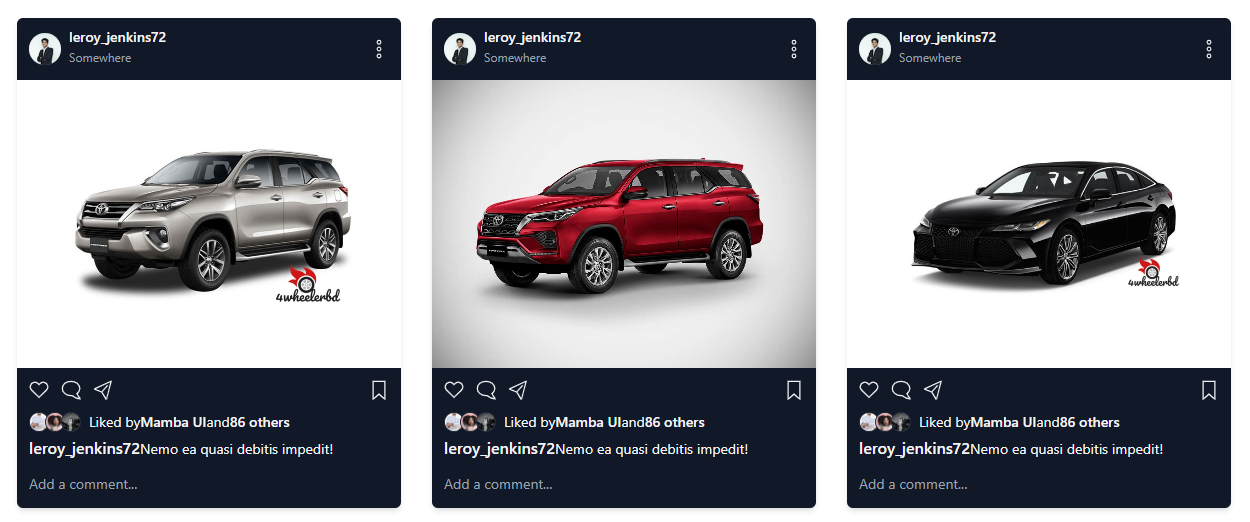 leroy_jenkins72
Somewhere
4wheelerbd
Liked byMamba UIand86 others
leroy_jenkins72Nemo ea quasi debitis impedit!
Add a comment...
leroy_jenkins72
Somewhere
Liked byMamba UIand86 others
leroy_jenkins72Nemo ea quasi debitis impedit!
Add a comment...
leroy_jenkins72
Somewhere
4wheelerbd
Liked byMamba UIand86 others
leroy_jenkins72Nemo ea quasi debitis impedit!
Add a comment...